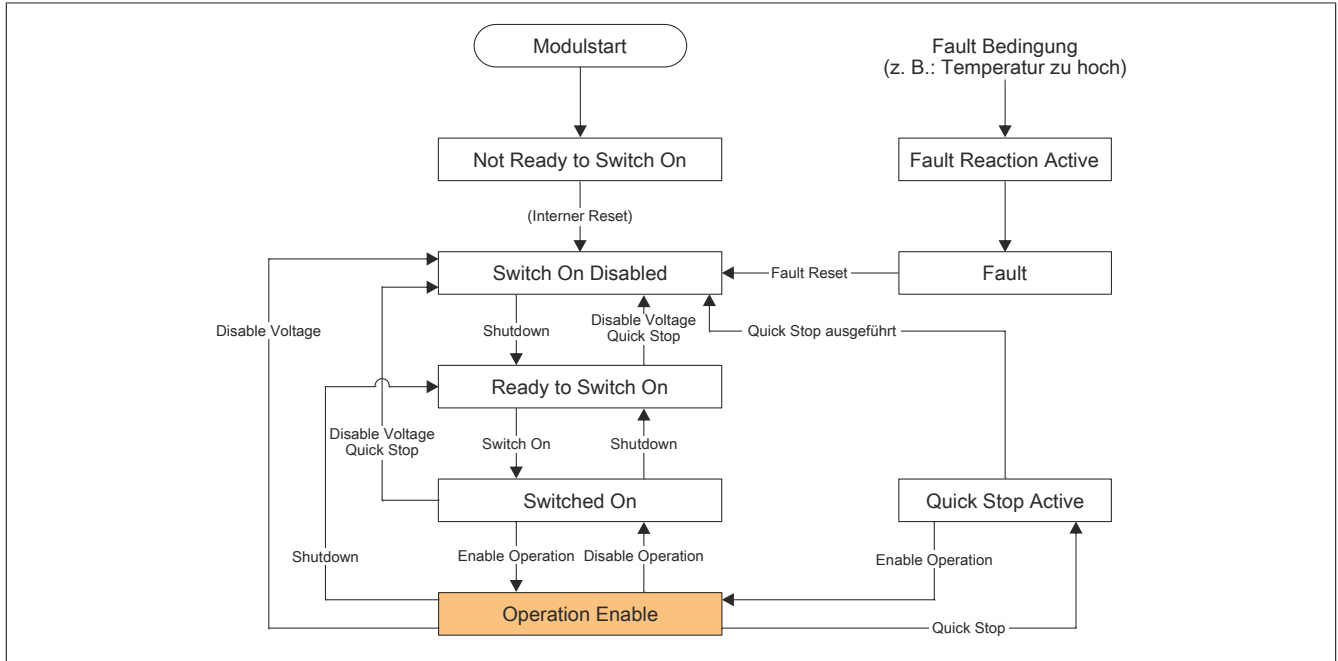 Modulstart
Fault Bedingung
(z. B.: Temperatur zu hoch)
Not Ready to Switch On
Fault Reaction Active
(Interner Reset)
Switch On Disabled
Fault Reset
Fault
Disable Voltage
Shutdown
Disable Voltage
Quick Stop
Quick Stop ausgeführt
Ready to Switch On
Disable Voltage
Quick Stop
Switch On
Shutdown
Switched On
Quick Stop Active
Shutdown
Enable Operation
Disable Operation
Enable Operation
Operation Enable
Quick Stop